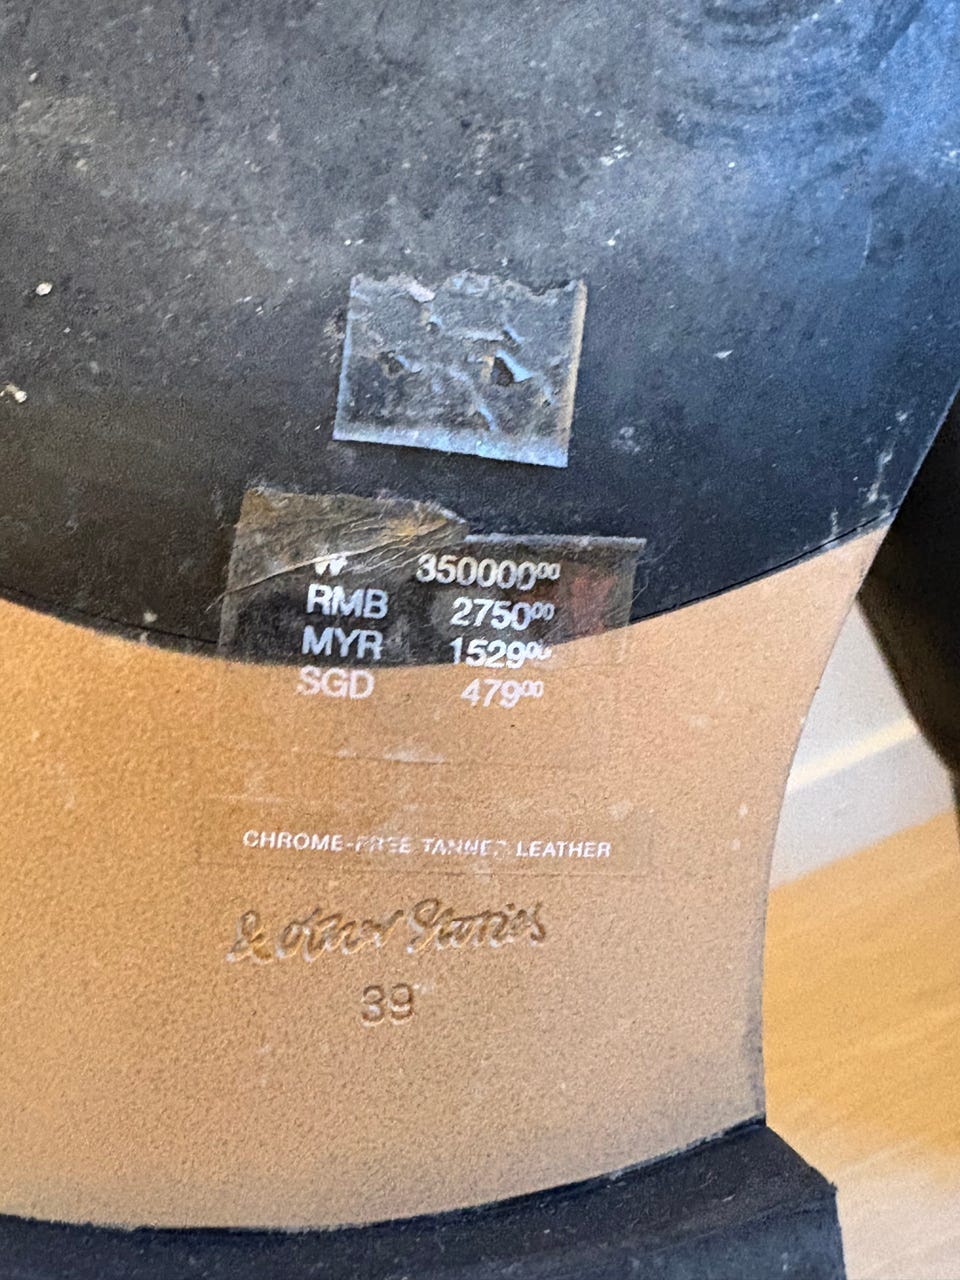 ₩ 350000⁰⁰
RMB 2750⁰⁰
MYR 1529⁰⁰
SGD 479⁰⁰
CHROME-FREE TANNED LEATHER
& Other Stories
39